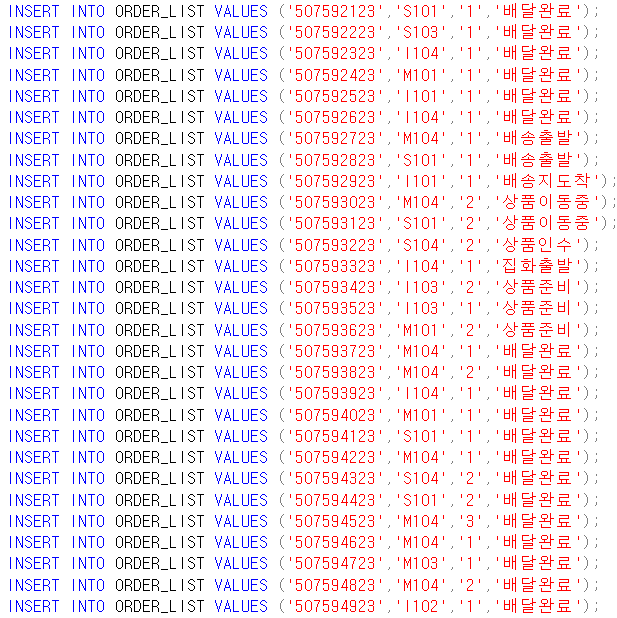 INSERT INTO ORDER_LIST VALUES ('507592123','S101','1','배달완료');
INSERT INTO ORDER_LIST VALUES ('507592223','S103','1','배달완료');
INSERT INTO ORDER_LIST VALUES ('507592323','I104','1','배달완료');
INSERT INTO ORDER_LIST VALUES ('507592423','M101','1','배달완료');
INSERT INTO ORDER_LIST VALUES ('507592523','I101','1','배달완료');
INSERT INTO ORDER_LIST VALUES ('507592623','I104','1','배달완료');
INSERT INTO ORDER_LIST VALUES ('507592723','M104','1','배송출발');
INSERT INTO ORDER_LIST VALUES ('507592823','S101','1','배송출발');
INSERT INTO ORDER_LIST VALUES ('507592923','I101','1','배송지도착');
INSERT INTO ORDER_LIST VALUES ('507593023','M104','2','상품이동중');
INSERT INTO ORDER_LIST VALUES ('507593123','S101','2','상품이동중');
INSERT INTO ORDER_LIST VALUES ('507593223','S104','2','상품인수');
INSERT INTO ORDER_LIST VALUES ('507593323','I104','1','집화출발');
INSERT INTO ORDER_LIST VALUES ('507593423','I103','2','상품준비');
INSERT INTO ORDER_LIST VALUES ('507593523','I103','1','상품준비');
INSERT INTO ORDER_LIST VALUES ('507593623','M101','2','상품준비');
INSERT INTO ORDER_LIST VALUES ('507593723','M104','1','배달완료');
INSERT INTO ORDER_LIST VALUES ('507593823','M104','2','배달완료');
INSERT INTO ORDER_LIST VALUES ('507593923','I104','1','배달완료');
INSERT INTO ORDER_LIST VALUES ('507594023','M101','1','배달완료');
INSERT INTO ORDER_LIST VALUES ('507594123','S101','1','배달완료');
INSERT INTO ORDER_LIST VALUES ('507594223','M104','1','배달완료');
INSERT INTO ORDER_LIST VALUES ('507594323','S104','2','배달완료');
INSERT INTO ORDER_LIST VALUES ('507594423','S101','2','배달완료');
INSERT INTO ORDER_LIST VALUES ('507594523','M104','3','배달완료');
INSERT INTO ORDER_LIST VALUES ('507594623','M104','1','배달완료');
INSERT INTO ORDER_LIST VALUES ('507594723','M103','1','배달완료');
INSERT INTO ORDER_LIST VALUES ('507594823','M104','2','배달완료');
INSERT INTO ORDER_LIST VALUES ('507594923','I102','1','배달완료');